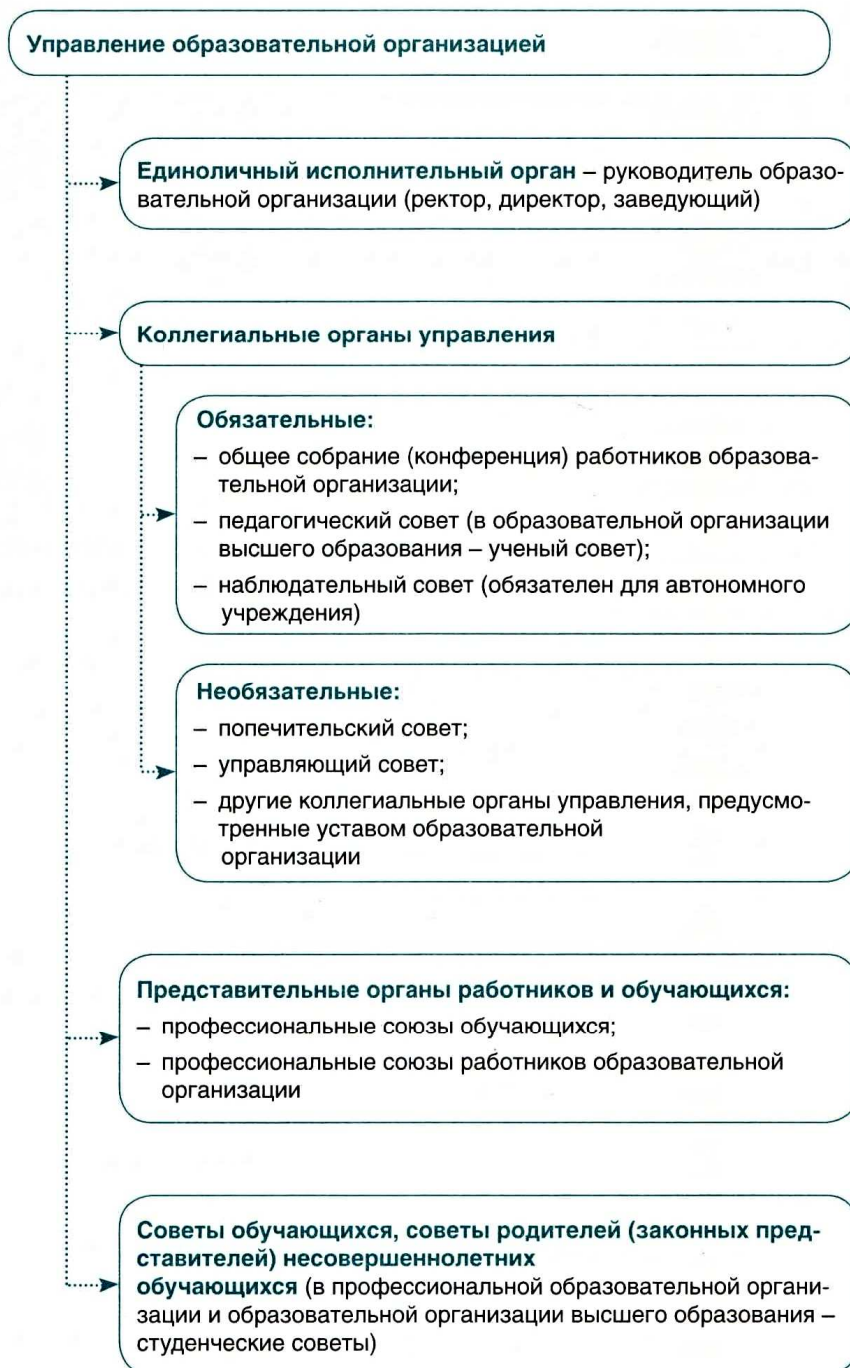 Управление образовательной организацией
Единоличный исполнительный орган – руководитель образо-
вательной организации (ректор, директор, заведующий)
Коллегиальные органы управления
Обязательные:
– общее собрание (конференция) работников образова-
тельной организации;
– педагогический совет (в образовательной организации
высшего образования – ученый совет);
– наблюдательный совет (обязателен для автономного
учреждения)
Необязательные:
– попечительский совет;
– управляющий совет;
– другие коллегиальные органы управления, предусмо-
тренные уставом образовательной
организации
Представительные органы работников и обучающихся:
– профессиональные союзы обучающихся;
– профессиональные союзы работников образовательной
организации
Советы обучающихся, советы родителей (законных пред-
ставителей) несовершеннолетних
обучающихся (в профессиональной образовательной органи-
зации и образовательной организации высшего образования –
студенческие советы)